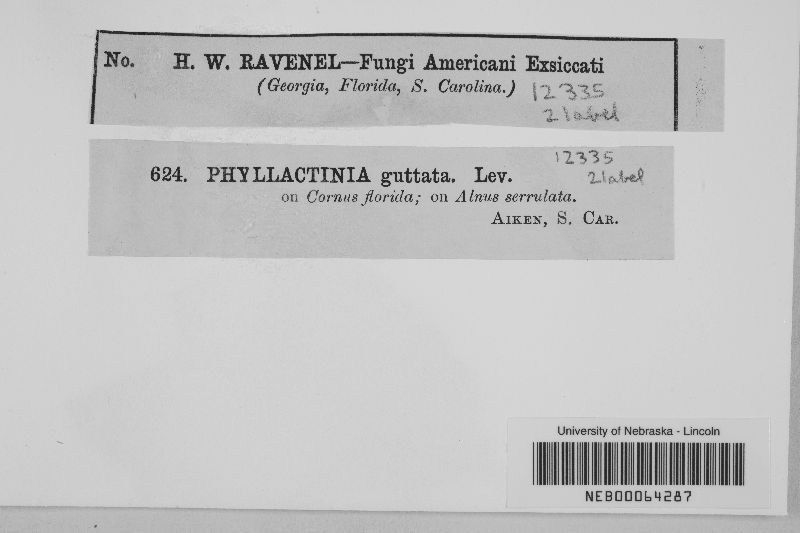 No. H. W. RAVENEL—Fungi Americani Exsiccati
(Georgia, Florida, S. Carolina.) 12335
2 label
12335
624. PHYLLACTINIA guttata. Lev. 2 label
on Cornus florida; on Alnus serrulata.
AIKEN, S. CAR.
University of Nebraska - Lincoln
NEB00064287